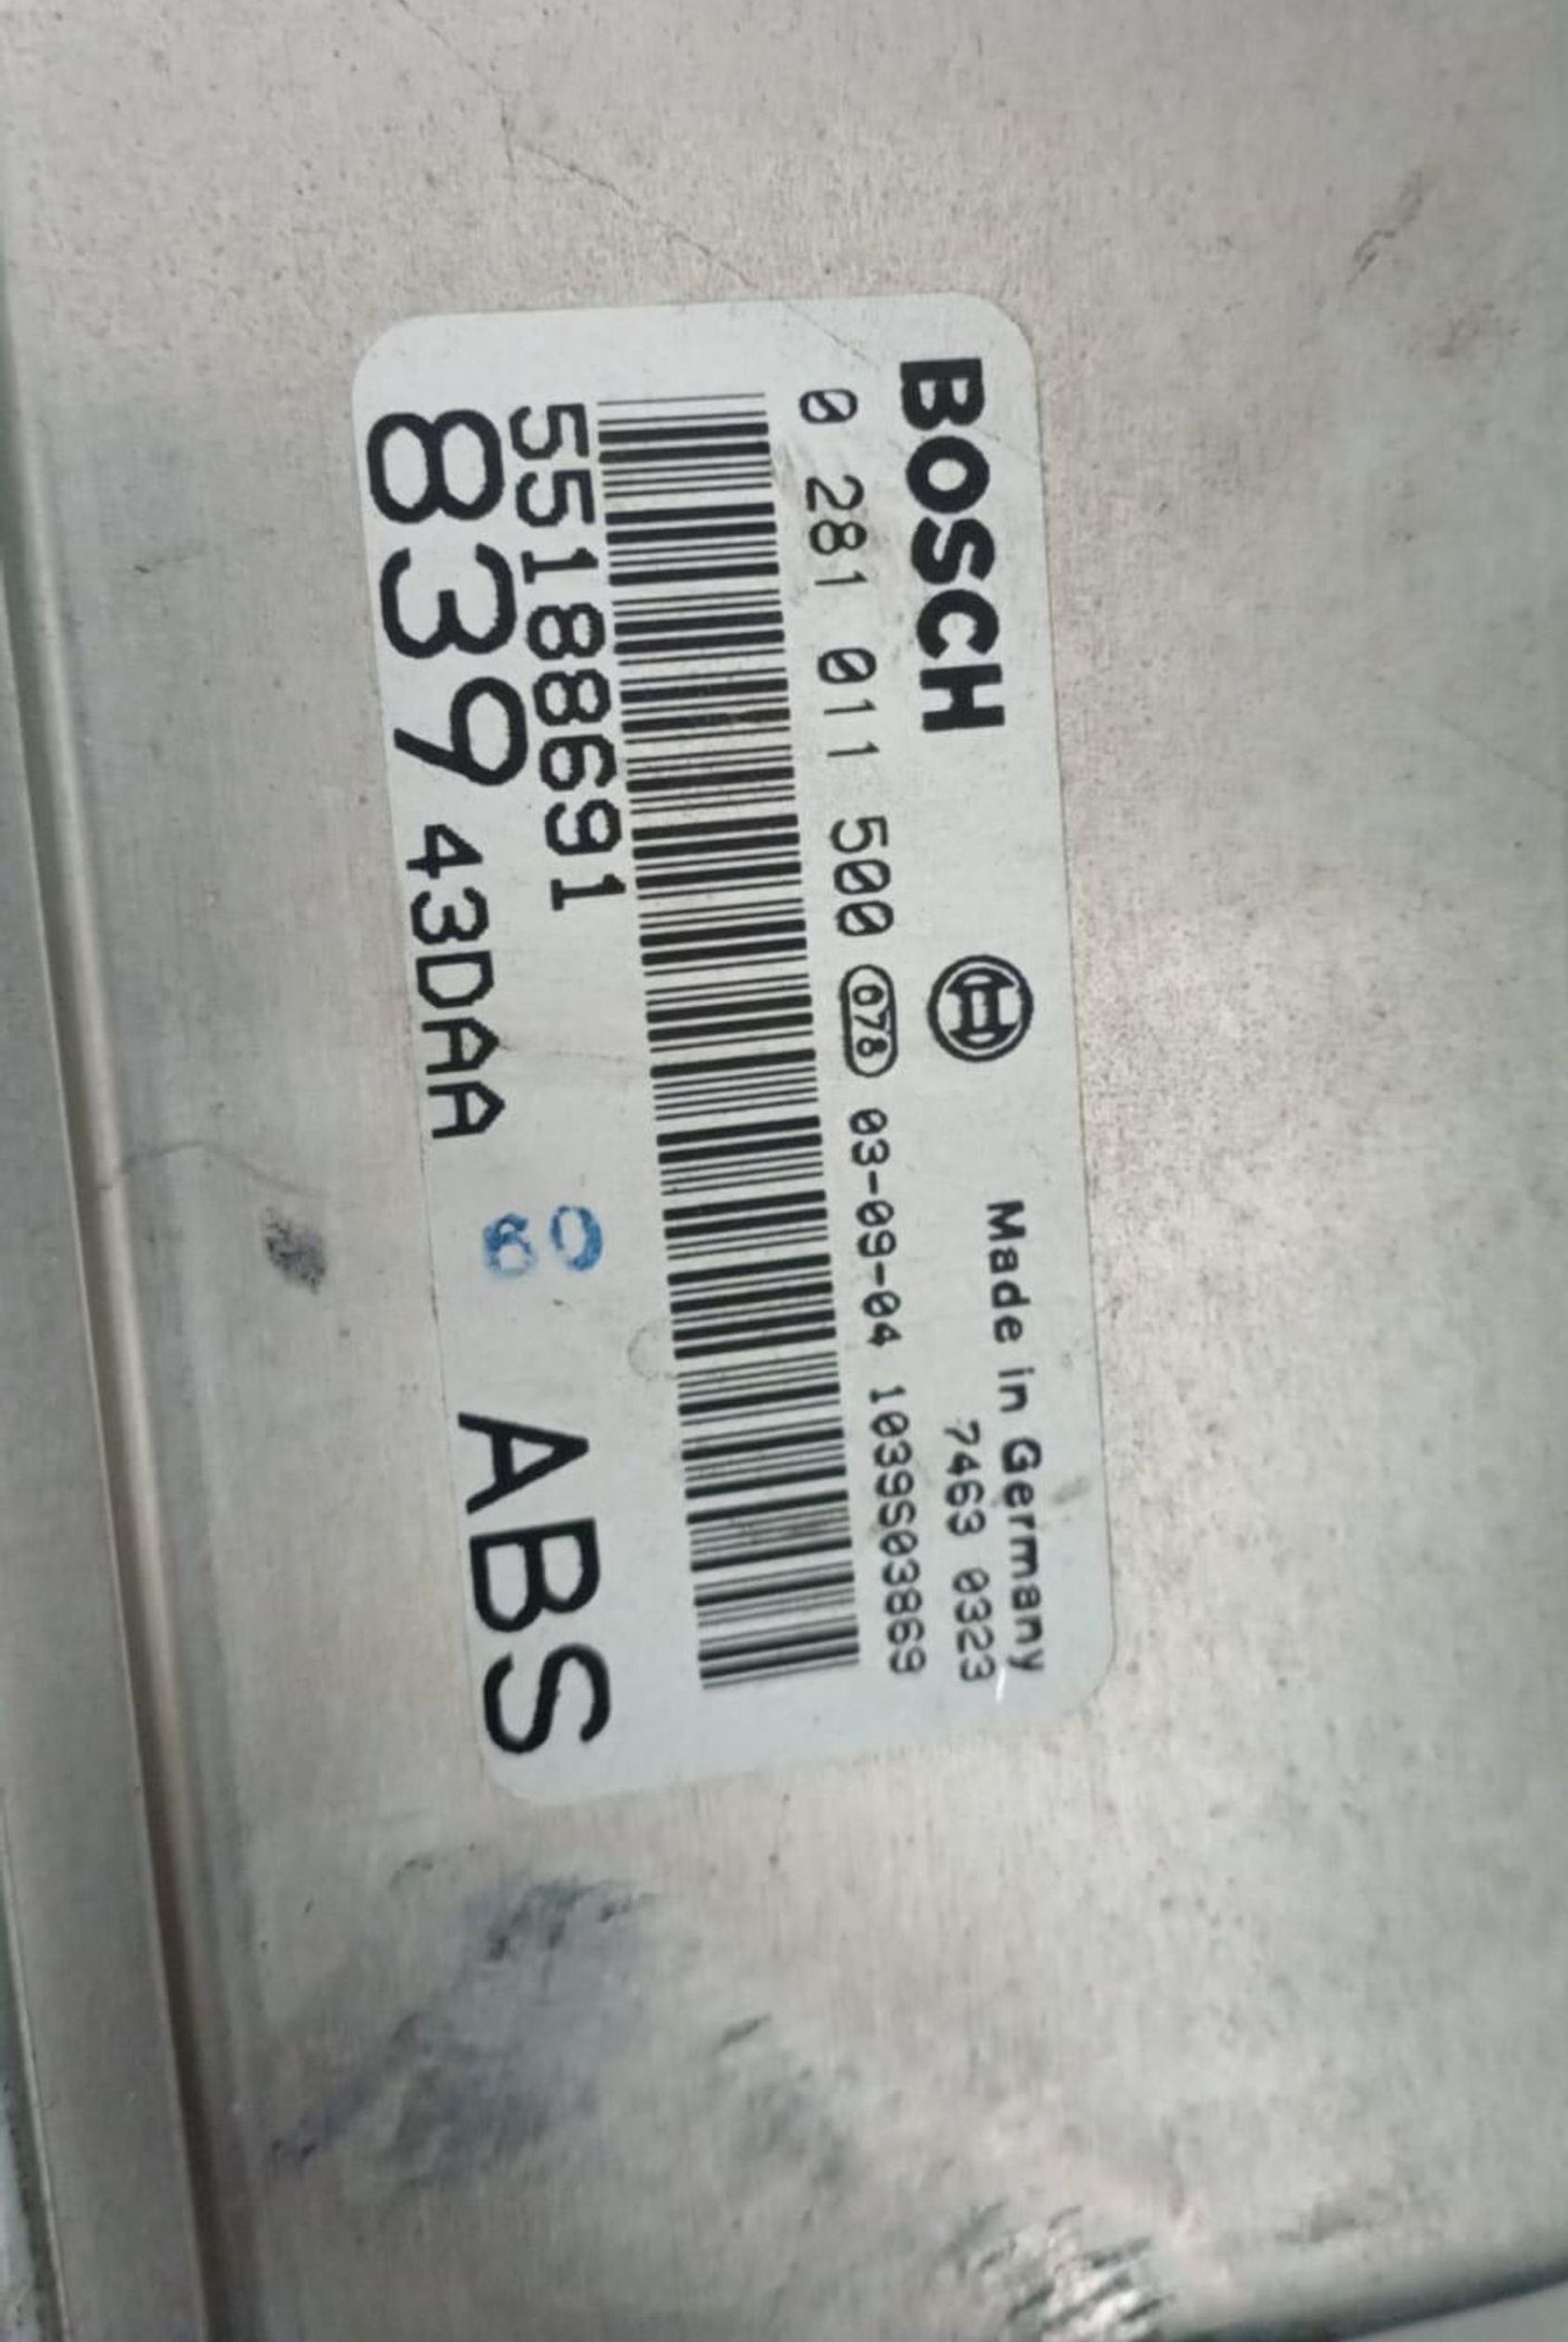 BOSCH
Made in Germany
7463 0323
0 281 011 500 078 03-09-04 1039S03869
55188691
839 43DAA
60
ABS